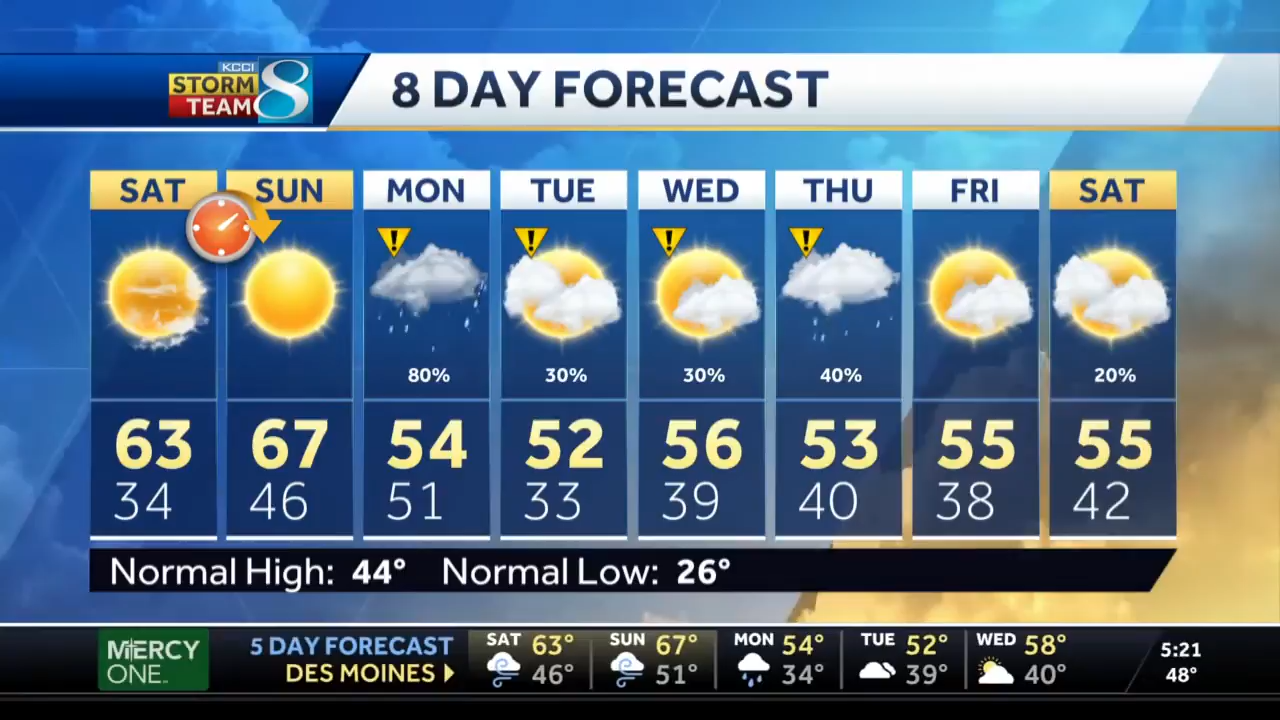 KCCI
STORM
TEAM 8
8 DAY FORECAST
SAT SUN MON TUE WED THU FRI SAT
! ! ! !
80% 30% 30% 40% 20%
63 67 54 52 56 53 55 55
34 46 51 33 39 40 38 42
Normal High: 44° Normal Low: 26°
MERCY
ONE
5 DAY FORECAST
DES MOINES
SAT 63° SUN 67° MON 54° TUE 52° WED 58°
46° 51° 34° 39° 40°
5:21
48°